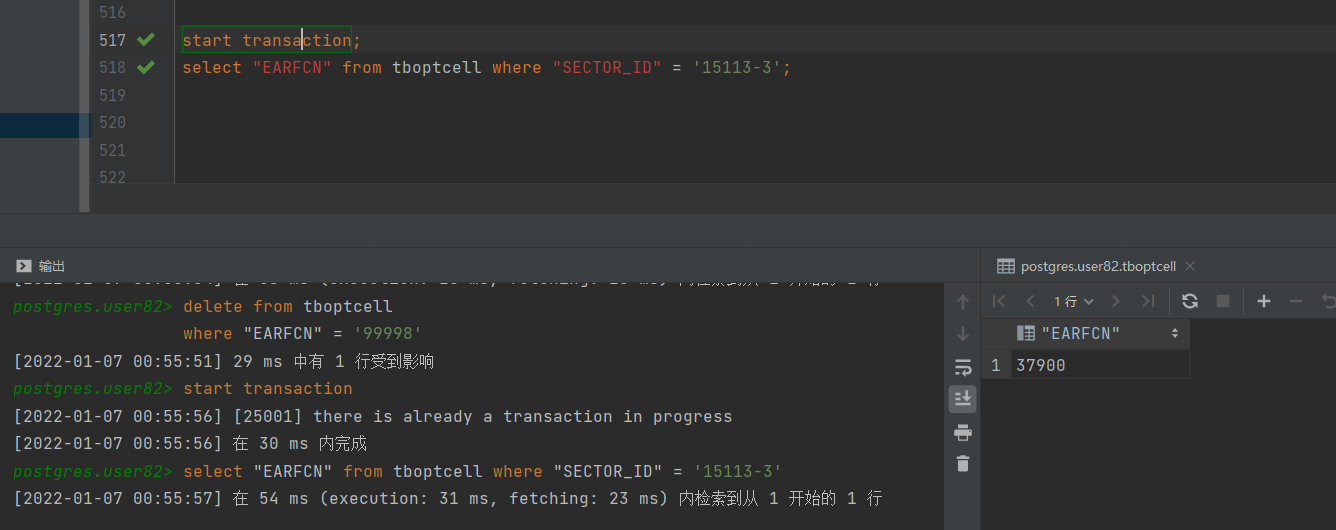 516
517 start transaction;
518 select "EARFCN" from tboptcell where "SECTOR_ID" = '15113-3';
519
520
521
522
输出
postgres.user82> delete from tboptcell
where "EARFCN" = '99998'
[2022-01-07 00:55:51] 29 ms 中有 1 行受到影响
postgres.user82> start transaction
[2022-01-07 00:55:56] [25001] there is already a transaction in progress
[2022-01-07 00:55:56] 在 30 ms 内完成
postgres.user82> select "EARFCN" from tboptcell where "SECTOR_ID" = '15113-3'
[2022-01-07 00:55:57] 在 54 ms (execution: 31 ms, fetching: 23 ms) 内检索到从 1 开始的 1 行
postgres.user82.tboptcell
1 行
"EARFCN"
1 37900